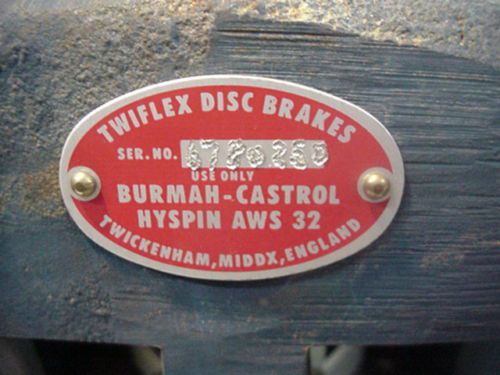 TWIFLEX DISC BRAKES
SER. NO.
USE ONLY
BURMAH-CASTROL
HYSPIN AWS 32
TWICKENHAM, MIDDX, ENGLAND